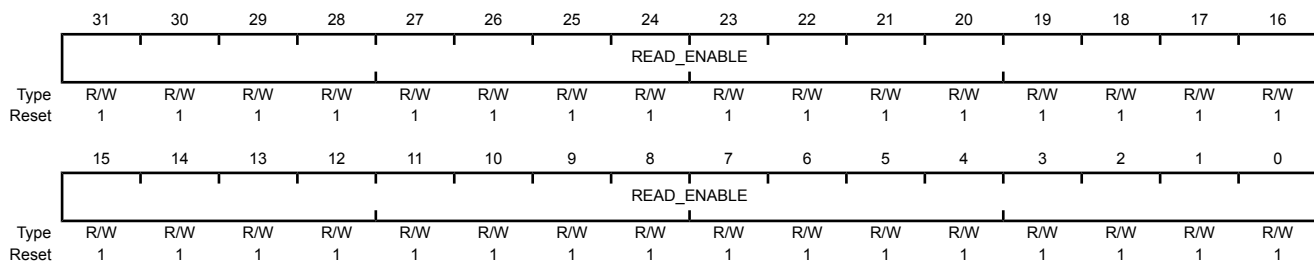 31 30 29 28 27 26 25 24 23 22 21 20 19 18 17 16
READ_ENABLE
Type R/W R/W R/W R/W R/W R/W R/W R/W R/W R/W R/W R/W R/W R/W R/W R/W
Reset 1 1 1 1 1 1 1 1 1 1 1 1 1 1 1 1
15 14 13 12 11 10 9 8 7 6 5 4 3 2 1 0
READ_ENABLE
Type R/W R/W R/W R/W R/W R/W R/W R/W R/W R/W R/W R/W R/W R/W R/W R/W
Reset 1 1 1 1 1 1 1 1 1 1 1 1 1 1 1 1